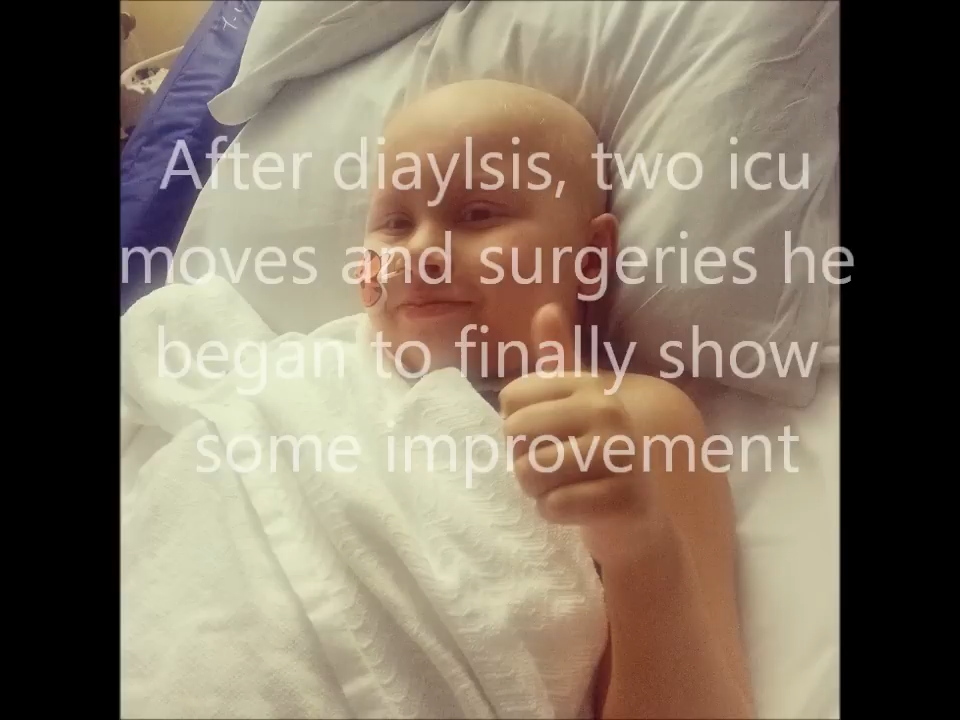 After diaylsis, two icu
moves and surgeries he
began to finally show
some improvement